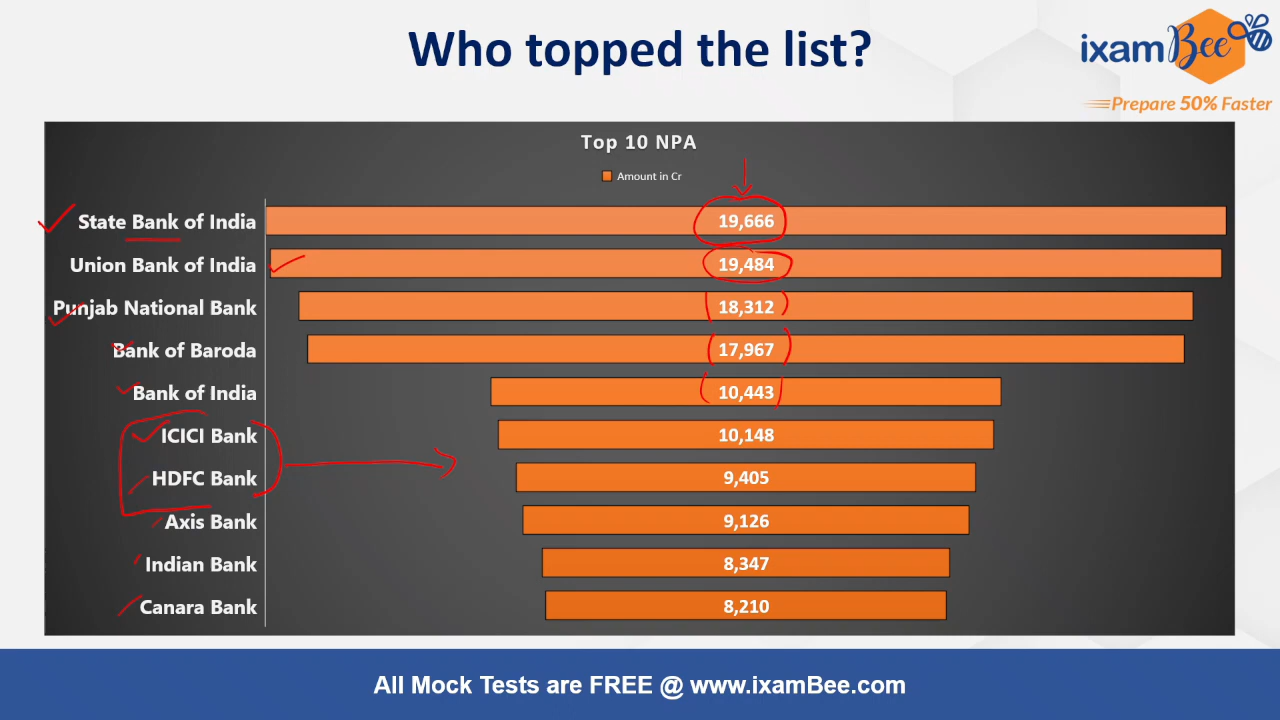 Who topped the list?
ixamBee
Prepare 50% Faster
Top 10 NPA
Amount in Cr
State Bank of India 19,666
Union Bank of India 19,484
Punjab National Bank 18,312
Bank of Baroda 17,967
Bank of India 10,443
ICICI Bank 10,148
HDFC Bank 9,405
Axis Bank 9,126
Indian Bank 8,347
Canara Bank 8,210
All Mock Tests are FREE @ www.ixamBee.com